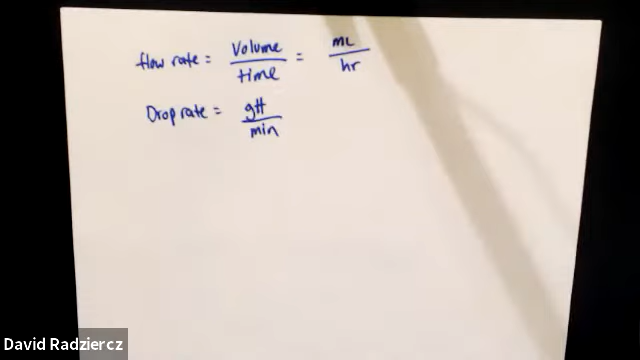 flow rate = Volume/time = mL/hr
Drop rate = gtt/min
David Radziercz